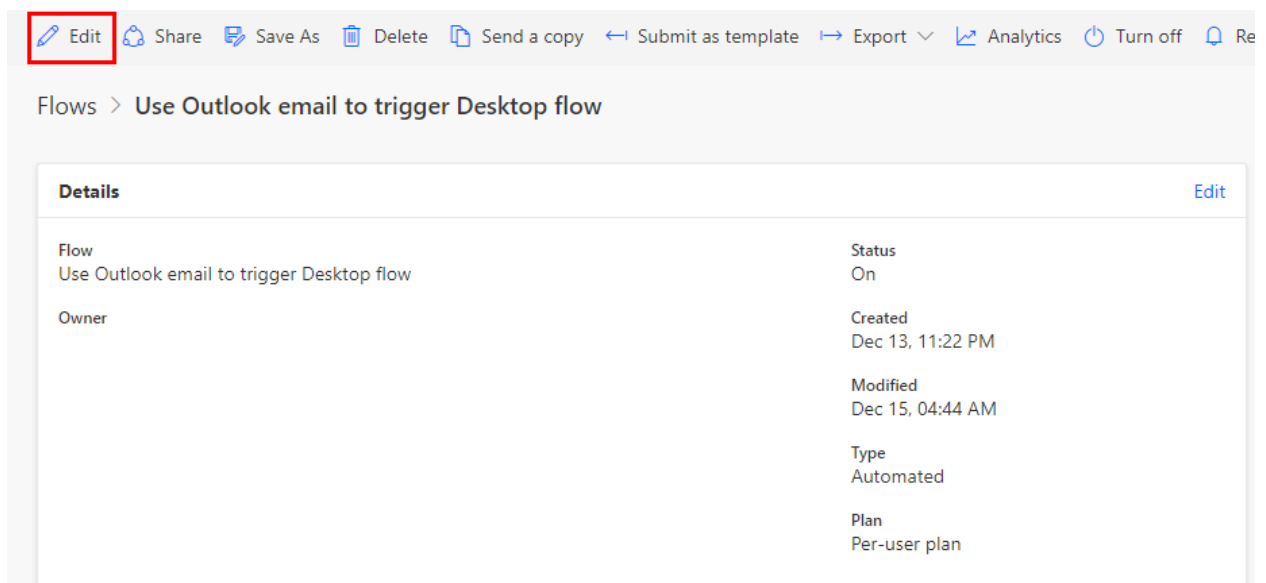 Edit Share Save As Delete Send a copy Submit as template Export Analytics Turn off Re
Flows > Use Outlook email to trigger Desktop flow
Details Edit
Flow
Use Outlook email to trigger Desktop flow
Owner
Status
On
Created
Dec 13, 11:22 PM
Modified
Dec 15, 04:44 AM
Type
Automated
Plan
Per-user plan